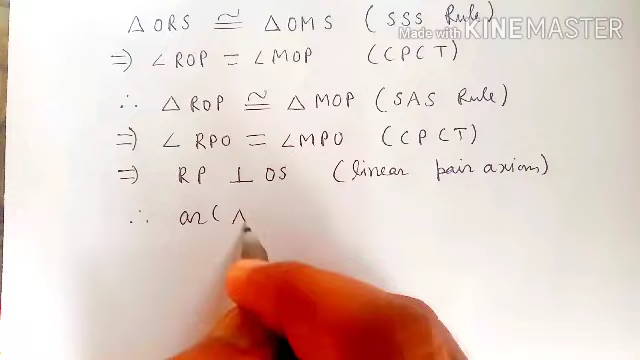 △ ORS ≅ △ OMS (SSS Rule)
Made with KINEMASTER
⇒ ∠ ROP = ∠ MOP (CPCT)
∴ △ ROP ≅ △ MOP (SAS Rule)
⇒ ∠ RPO = ∠ MPO (CPCT)
⇒ RP ⊥ OS (linear pair axiom)
∴ ar( △